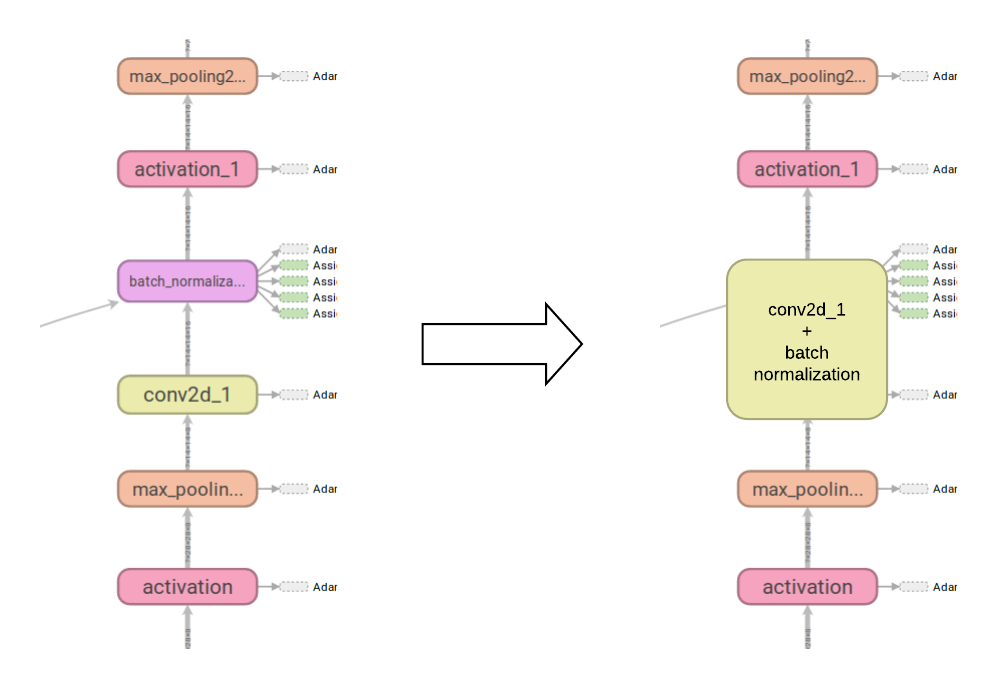 max_pooling2...
Adar
activation_1
Adar
batch_normaliza...
Adar
Assi
Assi
Assi
Assi
conv2d_1
Adar
max_poolin...
Adar
activation
Adar
max_pooling2...
Adar
activation_1
Adar
conv2d_1
+
batch
normalization
Adar
Assi
Assi
Assi
Assi
Adar
max_poolin...
Adar
activation
Adar